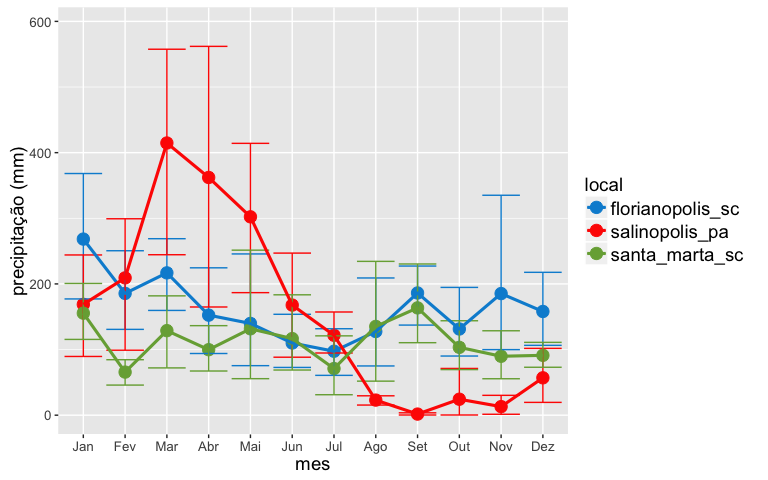 600
400
200
0
precipitação (mm)
Jan Fev Mar Abr Mai Jun Jul Ago Set Out Nov Dez
mes
local
florianopolis_sc
salinopolis_pa
santa_marta_sc